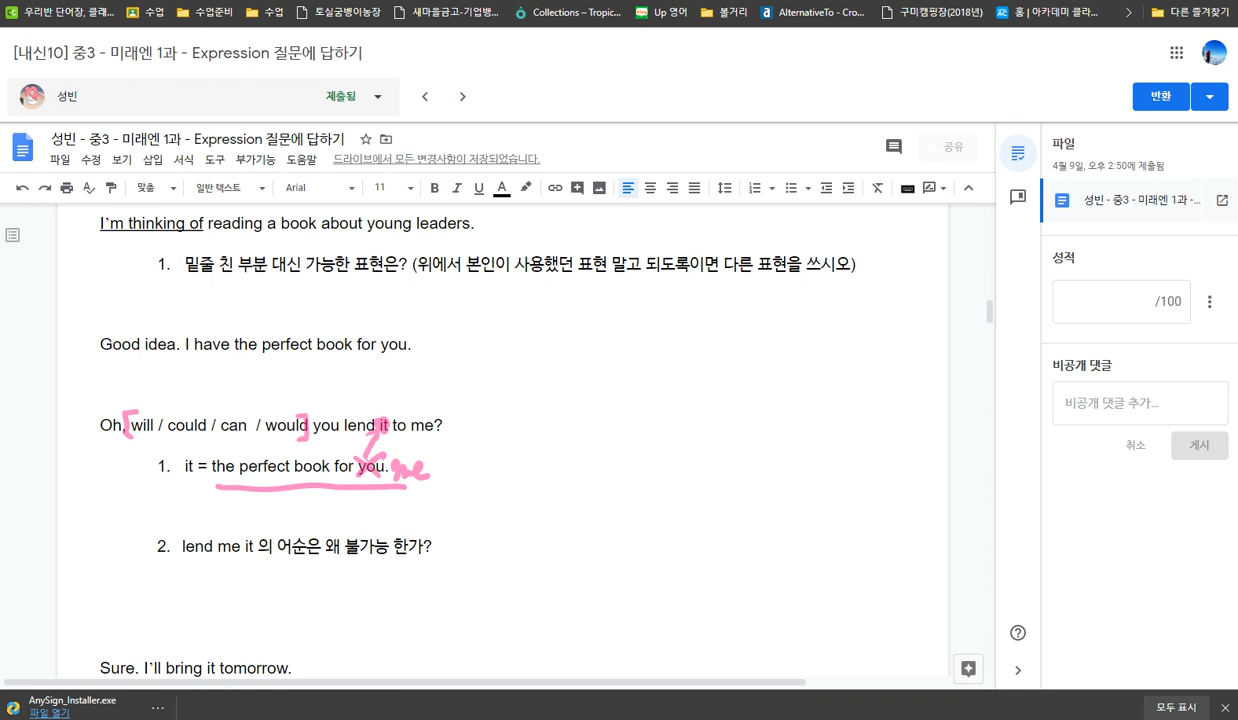 우리반 단어장, 클래... 수업 수업준비 수업 토실굼벵이농장 새마을금고-기업뱅... Collections – Tropic... Up 영어 볼거리 AlternativeTo - Cro... 구미캠핑장(2018년) 홈 | 아카데미 클라... 다른 즐겨찾기
[내신10] 중3 - 미래엔 1과 - Expression 질문에 답하기
성빈 제출됨 반환
성빈 - 중3 - 미래엔 1과 - Expression 질문에 답하기 공유
파일 수정 보기 삽입 서식 도구 부가기능 도움말 드라이브에서 모든 변경사항이 저장되었습니다.
맞춤 일반 텍스트 Arial 11 B I U A
I'm thinking of reading a book about young leaders.
1. 밑줄 친 부분 대신 가능한 표현은? (위에서 본인이 사용했던 표현 말고 되도록이면 다른 표현을 쓰시오)
Good idea. I have the perfect book for you.
Oh, [will / could / can / would] you lend it to me?
1. it = the perfect book for you. me
2. lend me it 의 어순은 왜 불가능 한가?
Sure. I'll bring it tomorrow.
파일
4월 9일, 오후 2:50에 제출됨
성빈 - 중3 - 미래엔 1과 -...
성적
/100
비공개 댓글
비공개 댓글 추가...
취소 게시
AnySign_Installer.exe
파일 열기
모두 표시